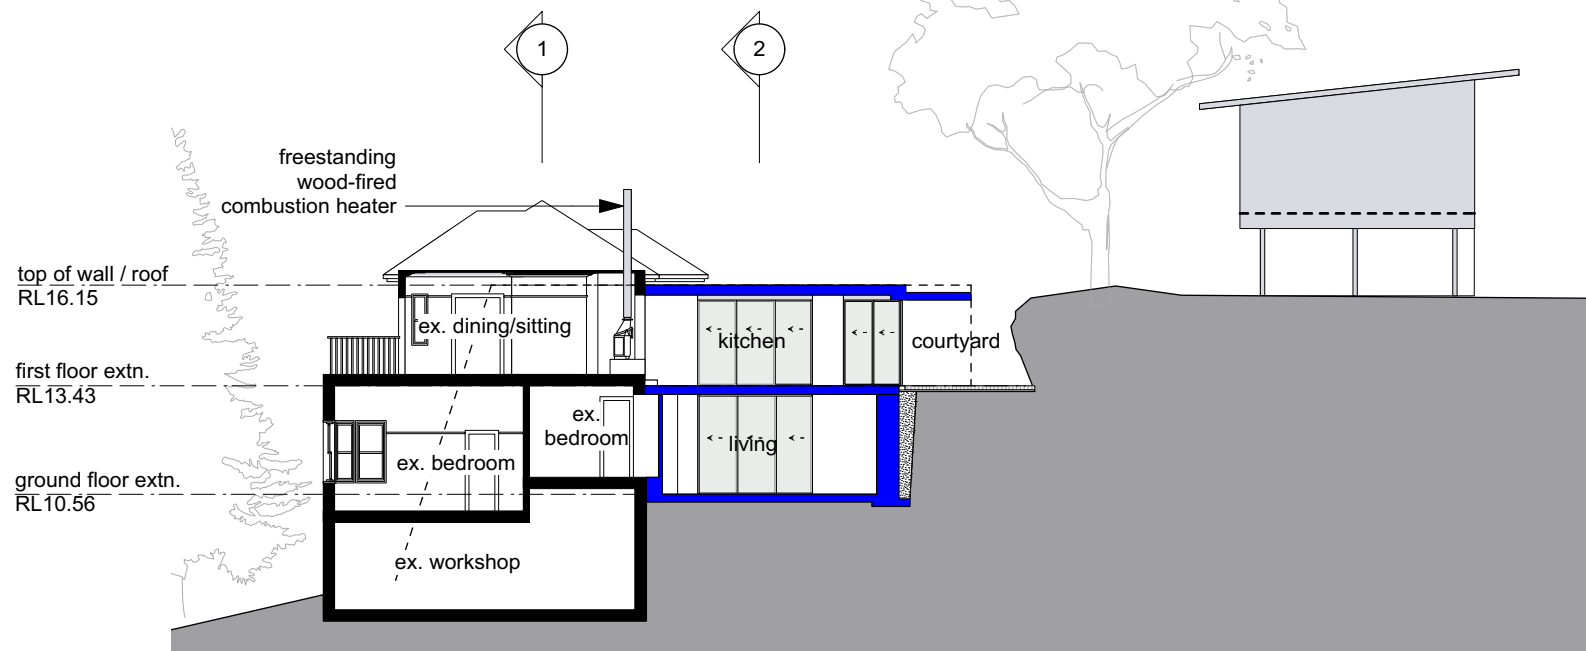 1
2
freestanding
wood-fired
combustion heater
top of wall / roof
RL16.15
ex. dining/sitting
kitchen
courtyard
first floor extn.
RL13.43
ex.
bedroom
living
ex. bedroom
ground floor extn.
RL10.56
ex. workshop